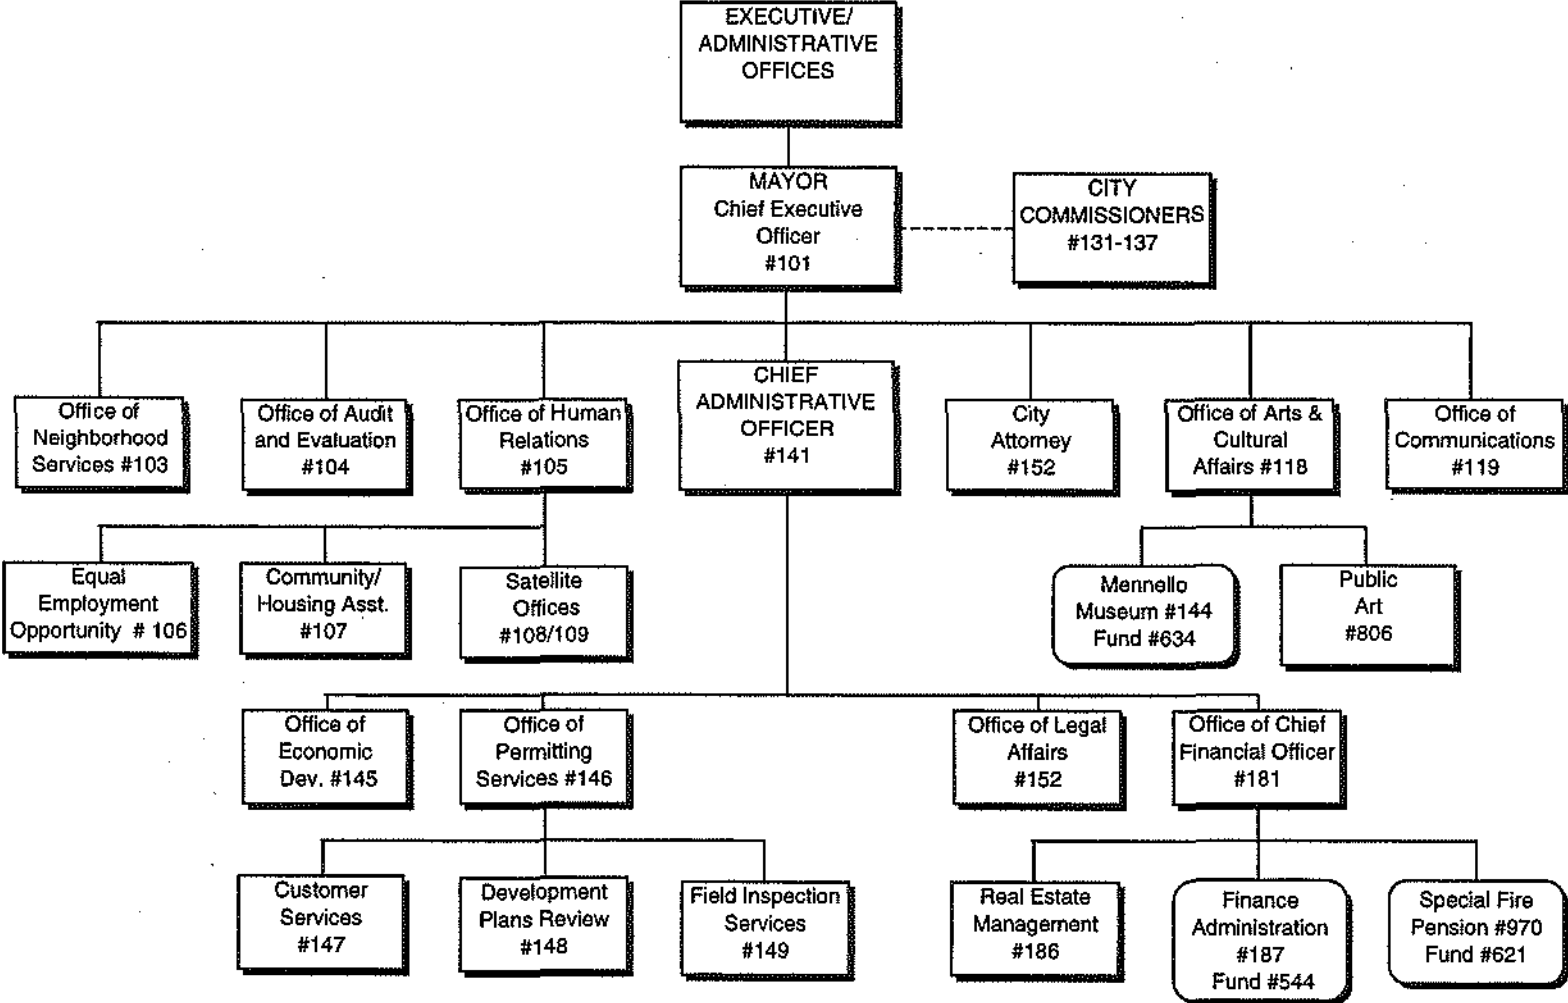 EXECUTIVE/
ADMINISTRATIVE
OFFICES
MAYOR
Chief Executive
Officer
#101
CITY
COMMISSIONERS
#131-137
Office of
Neighborhood
Services #103
Office of Audit
and Evaluation
#104
Office of Human
Relations
#105
CHIEF
ADMINISTRATIVE
OFFICER
#141
City
Attorney
#152
Office of Arts &
Cultural
Affairs #118
Office of
Communications
#119
Equal
Employment
Opportunity # 106
Community/
Housing Asst.
#107
Satellite
Offices
#108/109
Mennello
Museum #144
Fund #634
Public
Art
#806
Office of
Economic
Dev. #145
Office of
Permitting
Services #146
Office of Legal
Affairs
#152
Office of Chief
Financial Officer
#181
Customer
Services
#147
Development
Plans Review
#148
Field Inspection
Services
#149
Real Estate
Management
#186
Finance
Administration
#187
Fund #544
Special Fire
Pension #970
Fund #621